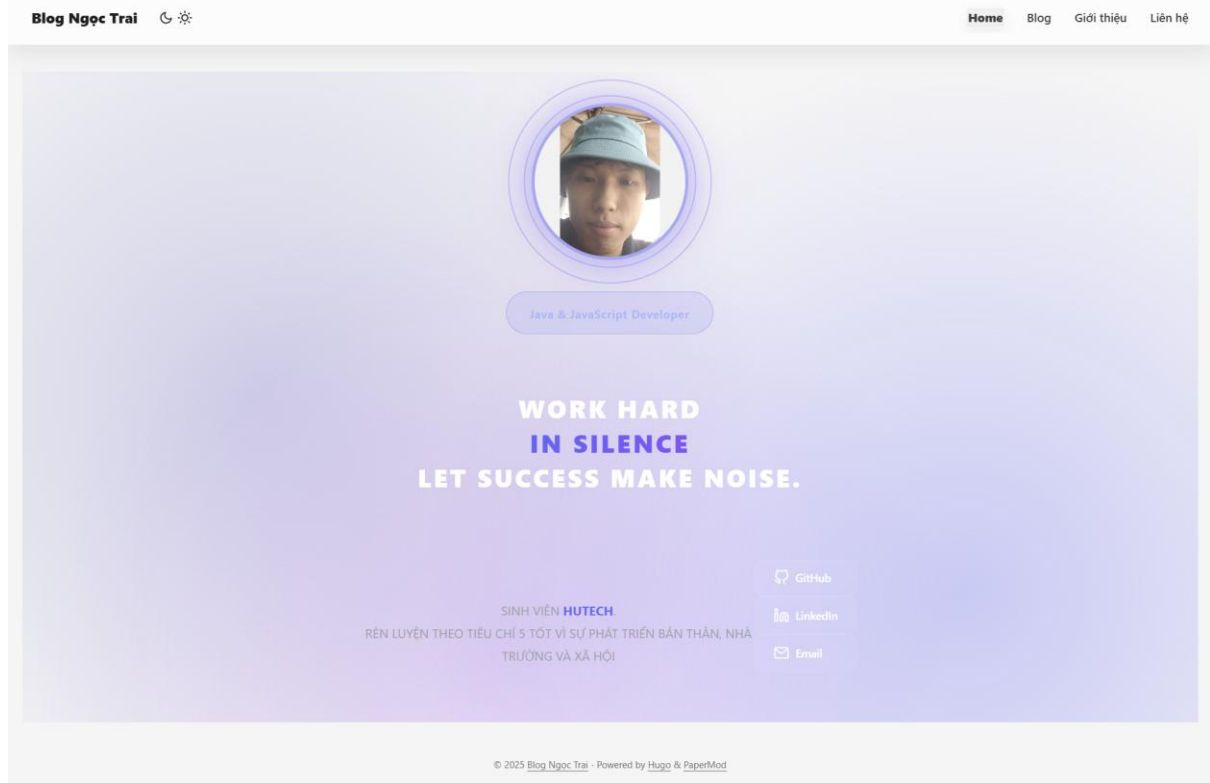 Blog Ngọc Trai
Home Blog Giới thiệu Liên hệ
Java & JavaScript Developer
WORK HARD
IN SILENCE
LET SUCCESS MAKE NOISE.
SINH VIÊN HUTECH
RÈN LUYỆN THEO TIÊU CHÍ 5 TỐT VÌ SỰ PHÁT TRIỂN BẢN THÂN, NHÀ
TRƯỜNG VÀ XÃ HỘI
GitHub
LinkedIn
Email
© 2025 Blog Ngoc Trai · Powered by Hugo & PaperMod